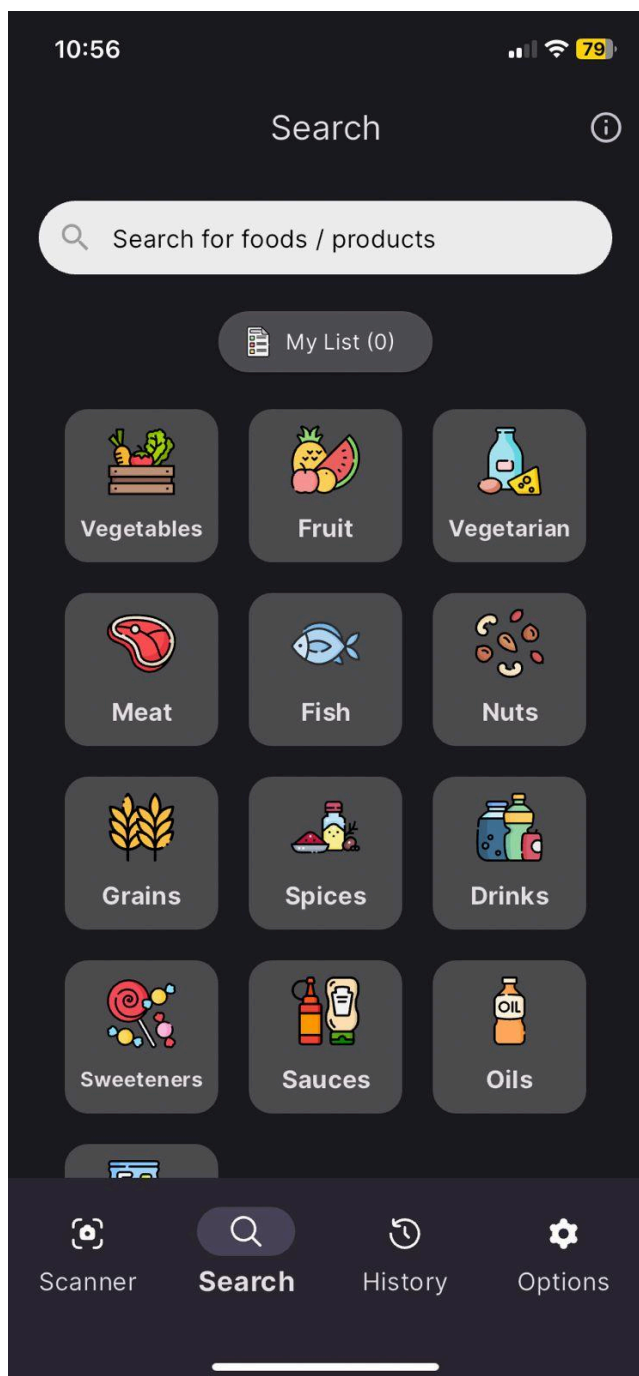 10:56
79
Search
Search for foods / products
My List (0)
Vegetables
Fruit
Vegetarian
Meat
Fish
Nuts
Grains
Spices
Drinks
OIL
Sweeteners
Sauces
Oils
Scanner
Search
History
Options